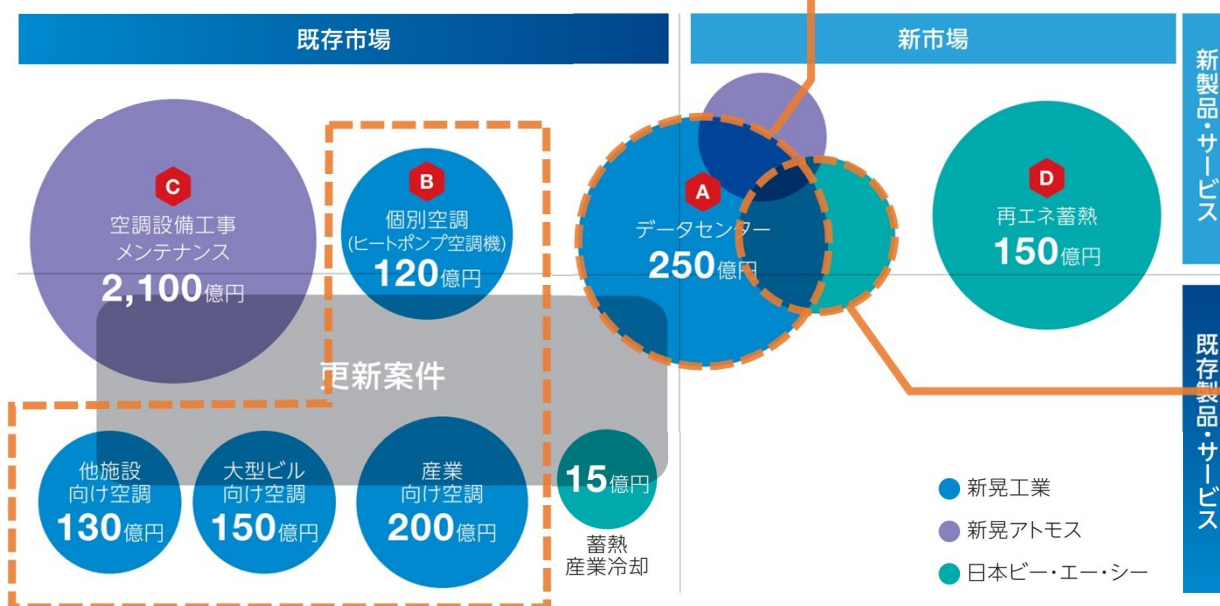 既存市場
新市場
新製品・サービス
既存製品・サービス
C
空調設備工事
メンテナンス
2,100億円
B
個別空調
(ヒートポンプ空調機)
120億円
A
データセンター
250億円
D
再エネ蓄熱
150億円
更新案件
他施設
向け空調
130億円
大型ビル
向け空調
150億円
産業
向け空調
200億円
15億円
蓄熱
産業冷却
新晃工業
新晃アトモス
日本ビー・エー・シー